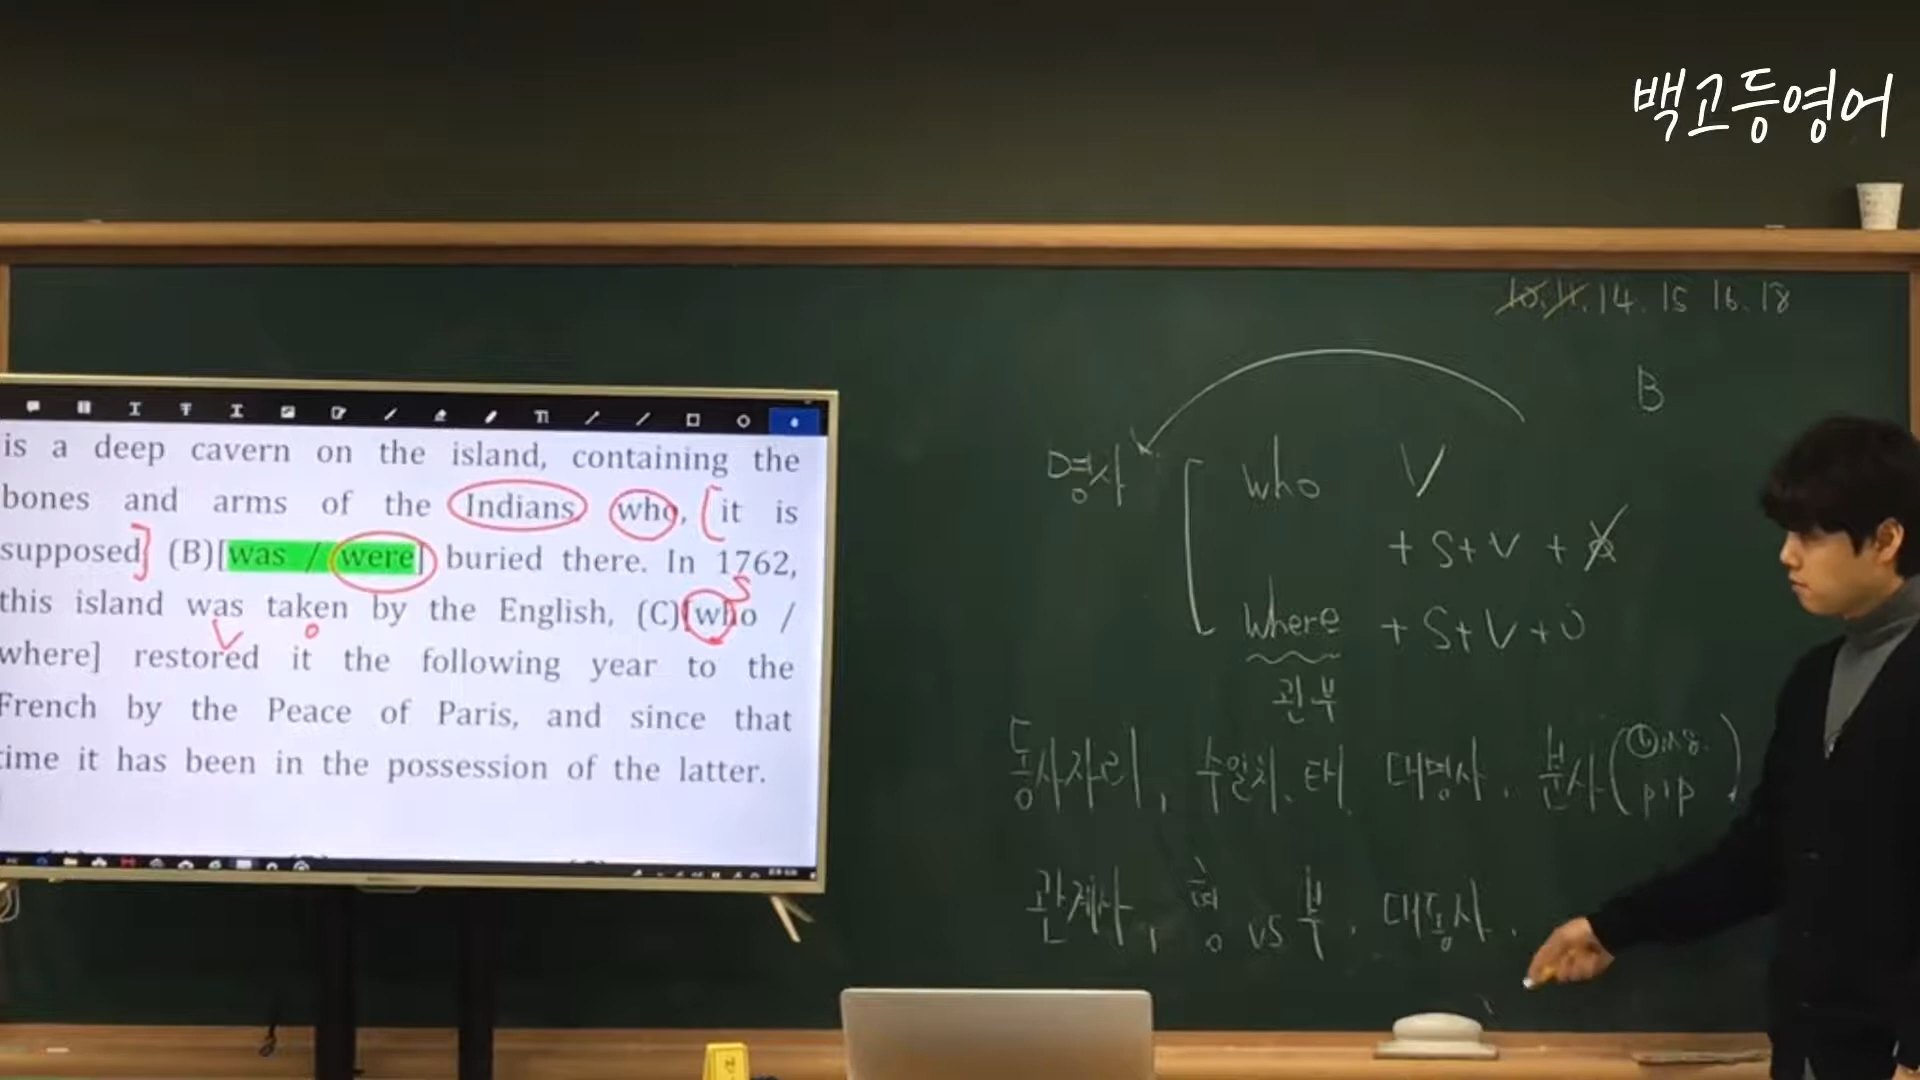 백고등영어
10. 11. 14. 15 16. 18
B
is a deep cavern on the island, containing the
bones and arms of the Indians who, it is
supposed (B)[was / were] buried there. In 1762,
this island was taken by the English, (C)[who /
where] restored it the following year to the
French by the Peace of Paris, and since that
time it has been in the possession of the latter.
S
V
o
명사
who V
+ S+V +
where + S+V+O
관부
동사자리, 수일치, 태, 대명사, 분사( ing. p.p )
관계사, 형 vs 부, 대동사.